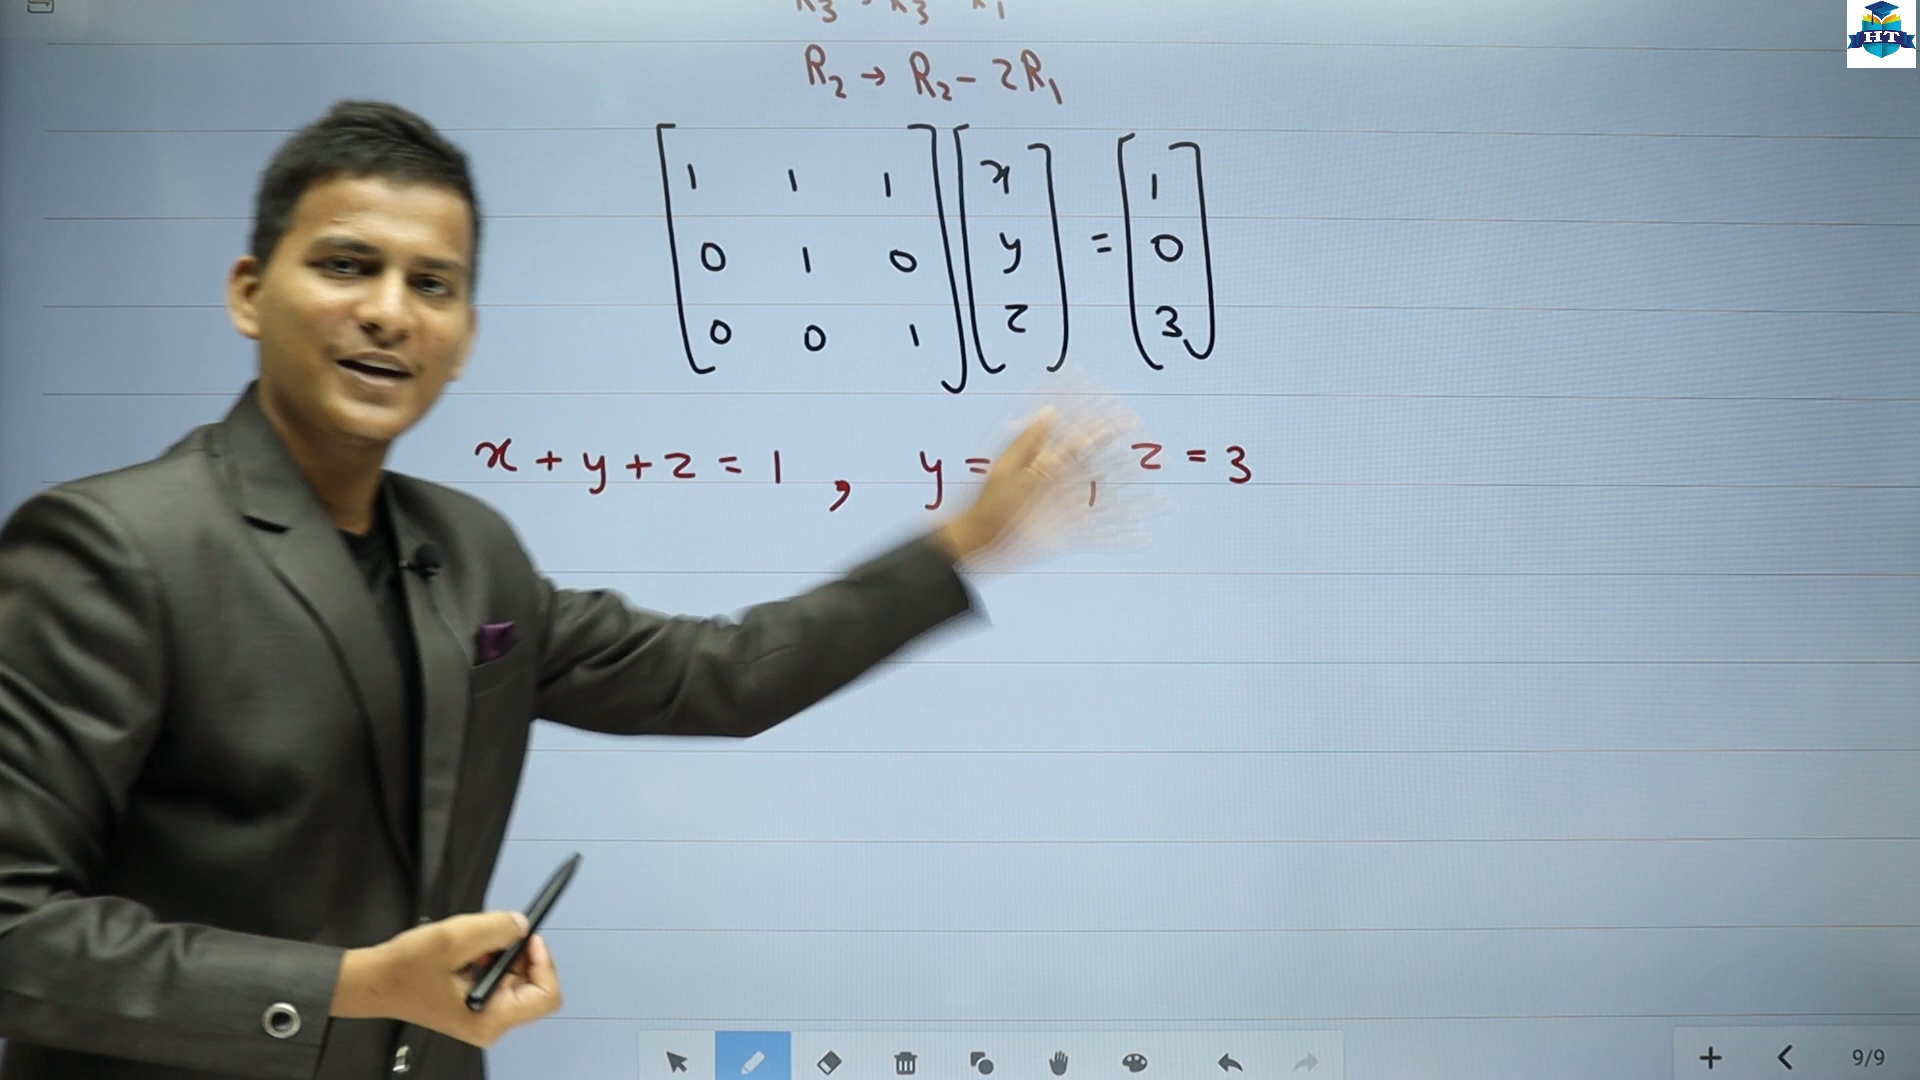 R₂ → R₂ - 2R₁
[1 1 1] [x] = [1]
[0 1 0] [y] [0]
[0 0 1] [z] [3]
x + y + z = 1 , y = , z = 3
HT
9/9